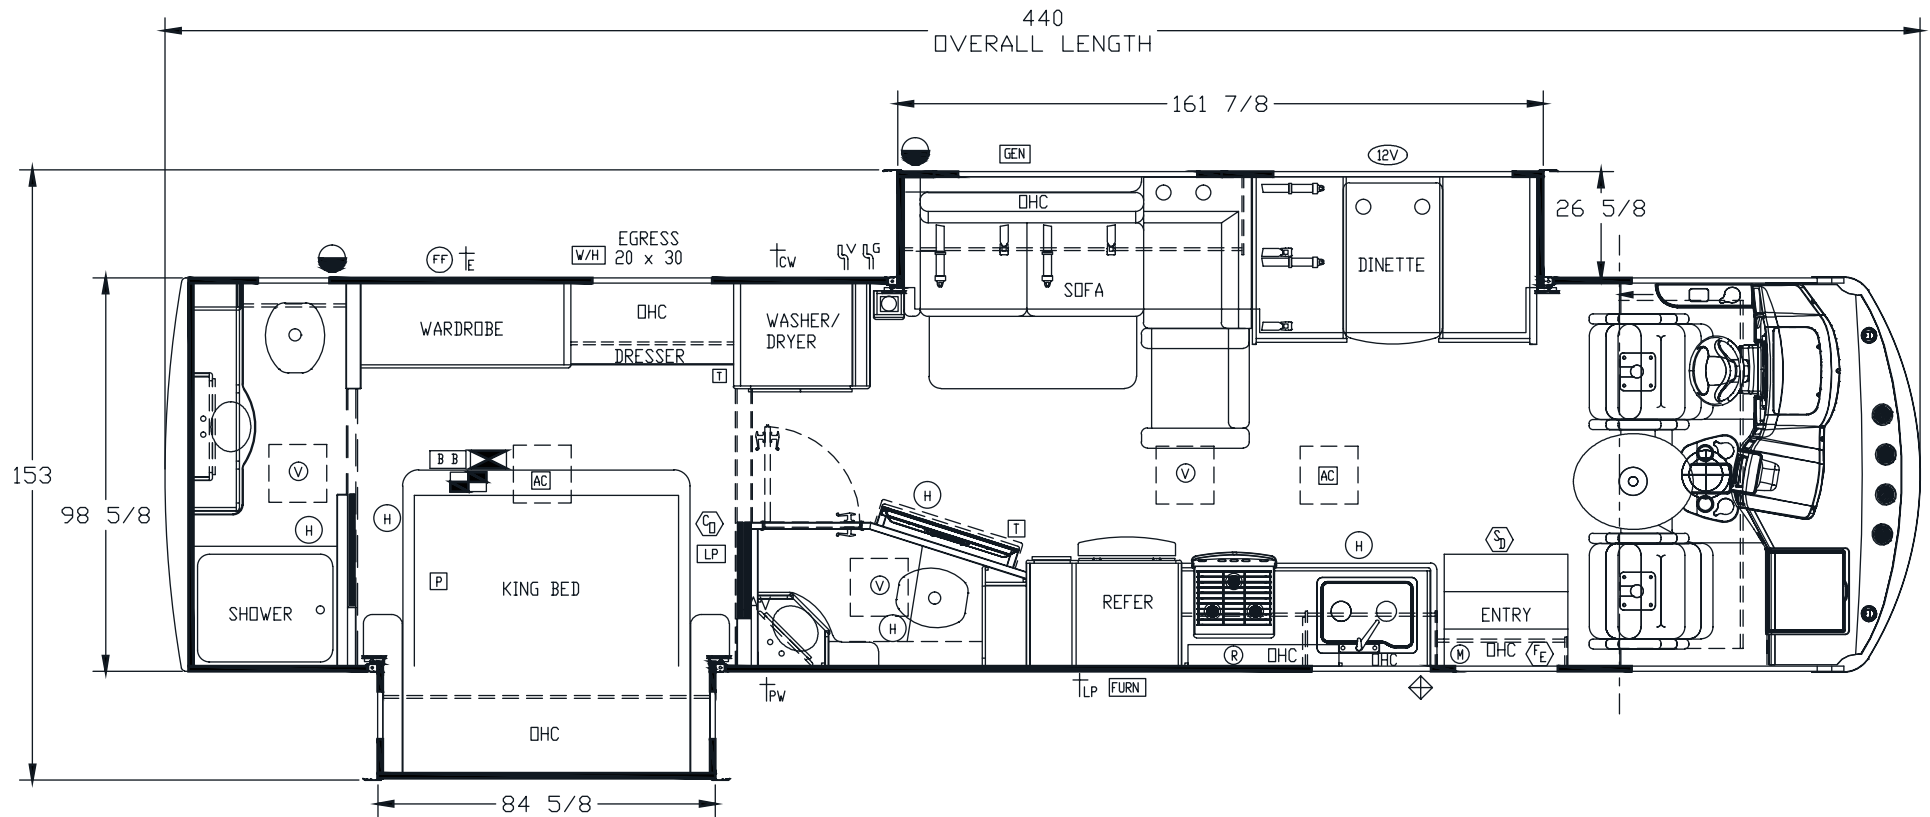 440
OVERALL LENGTH
161 7/8
GEN
12V
26 5/8
OHC
SOFA
DINETTE
FF
E
W/H
EGRESS
20 x 30
CW
V
G
WARDROBE
OHC
DRESSER
T
WASHER/
DRYER
153
98 5/8
V
H
SHOWER
H
B B
AC
P
KING BED
CO
LP
OHC
84 5/8
H
T
V
H
V
AC
REFER
H
SD
R
OHC
OHC
ENTRY
M
OHC
FE
PW
LP
FURN